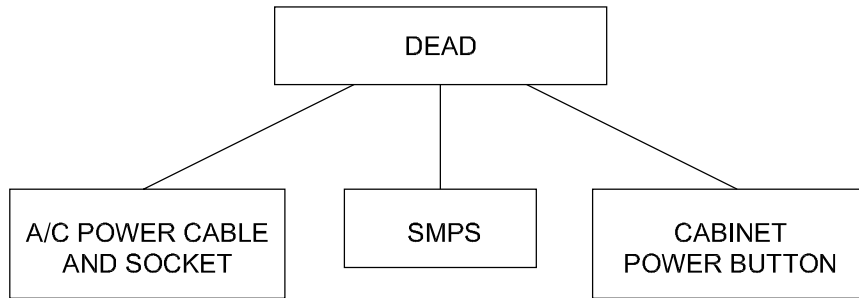 DEAD
A/C POWER CABLE
AND SOCKET
SMPS
CABINET
POWER BUTTON